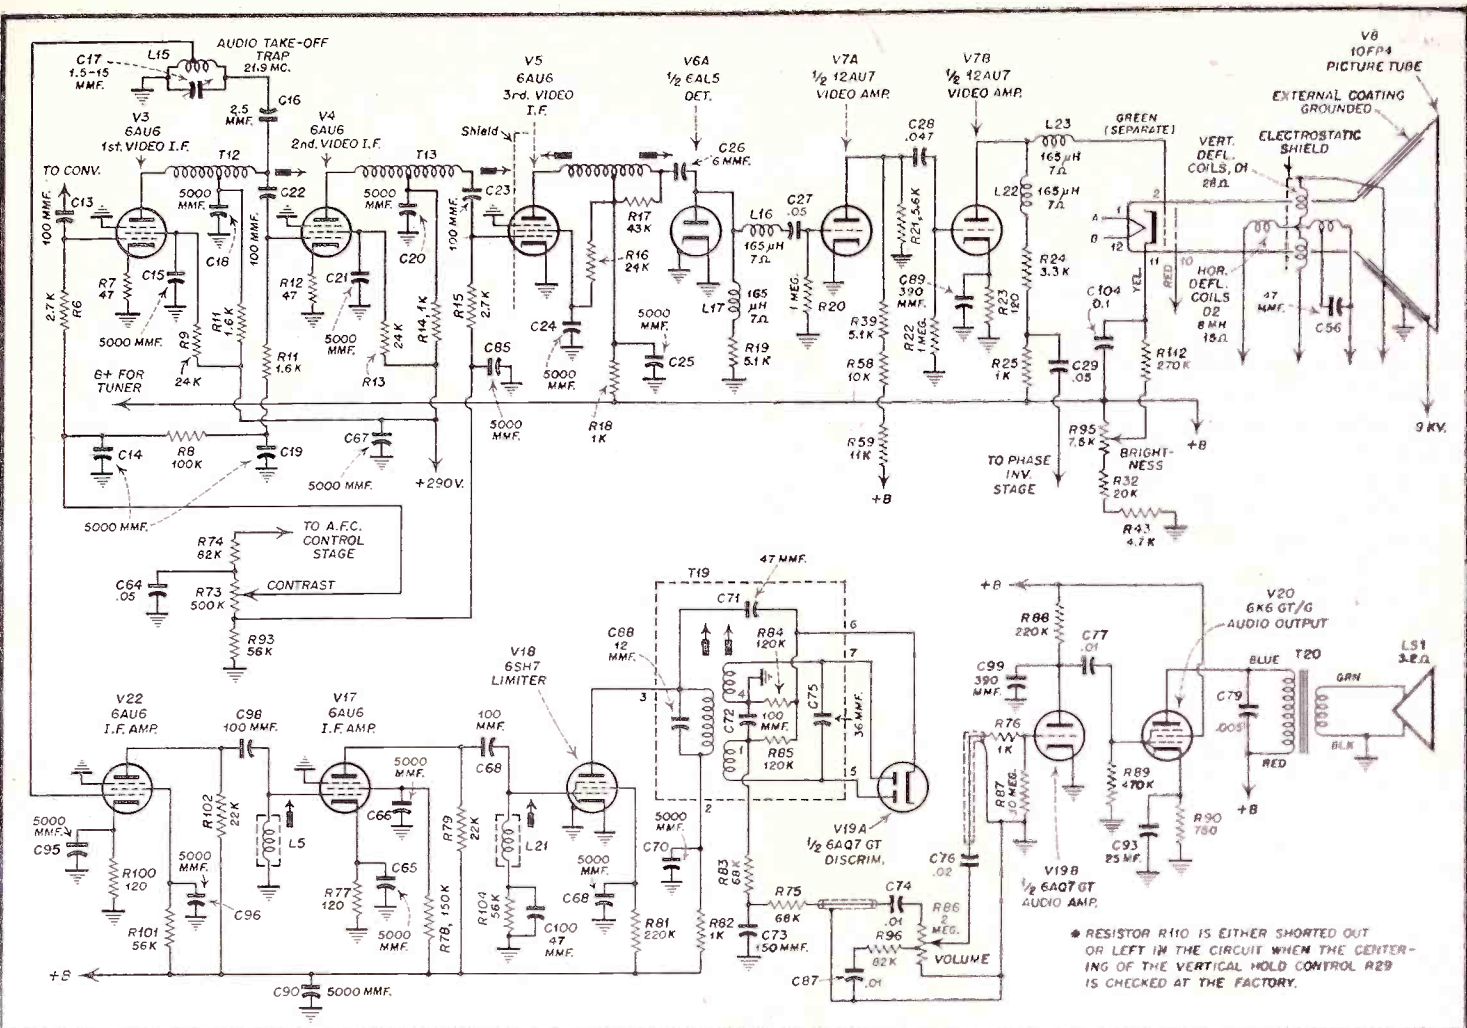 AUDIO TAKE-OFF
TRAP
21.9 MC.
L15
C17
1.5-15
MMF.
C16
2.5
MMF.
V3
6AU6
1st. VIDEO I.F.
T12
V4
6AU6
2nd. VIDEO I.F.
T13
V5
6AU6
3rd. VIDEO
I.F.
Shield
V6A
½ 6AL5
DET.
C26
6 MMF.
V7A
½ 12AU7
VIDEO AMP.
C28
.047
V7B
½ 12AU7
VIDEO AMP.
L23
165 μH
7Ω
GREEN
(SEPARATE)
V8
10FP4
PICTURE TUBE
EXTERNAL COATING
GROUNDED
ELECTROSTATIC
SHIELD
VERT.
DEFL.
COILS, D1
28Ω
TO CONV.
C13
100 MMF.
5000
MMF.
C18
C22
100 MMF.
5000
MMF.
C20
C23
100 MMF.
R17
43K
R16
24K
L16
165 μH
7Ω
C27
.05
R21, 5.6K
L22
165 μH
7Ω
A
B
1
12
2
11
10
YEL.
RED
HOR.
DEFL.
COILS
D2
8 MH
15Ω
47
MMF.
C56
2.7K
R6
R7
47
C15
5000 MMF.
R9
24K
R11
1.6K
R12
47
C21
5000 MMF.
R11
1.6K
24K
R13
R14, 1K
R15
2.7K
C24
5000
MMF.
C85
5000
MMF.
R18
1K
5000
MMF.
C25
L17
165
μH
7Ω
R19
5.1K
1 MEG.
R20
R39
5.1K
R58
10K
R59
11K
+B
R22
1 MEG.
C89
390
MMF.
R23
120
R24
3.3K
R25
1K
C29
.05
C104
0.1
R112
270K
R95
7.5K
BRIGHT-
NESS
+B
R32
20K
R43
4.7K
9 KV.
TO PHASE
INV.
STAGE
B+ FOR
TUNER
C14
R8
100K
C19
5000 MMF.
C67
5000 MMF.
+290V.
TO A.F.C.
CONTROL
STAGE
R74
82K
C64
.05
R73
500K
CONTRAST
R93
56K
T19
47 MMF.
C71
C88
12
MMF.
R84
120K
6
7
3
4
C72
100
MMF.
C75
36 MMF.
R85
120K
1
5
2
V22
6AU6
I.F. AMP.
C98
100 MMF.
V17
6AU6
I.F. AMP.
100
MMF.
C68
V18
6SH7
LIMITER
5000
MMF.
C95
R100
120
5000
MMF.
C96
R101
56K
R102
22K
L5
5000
MMF.
C66
R77
120
C65
5000
MMF.
R78, 150K
R79
22K
L21
R104
56K
C100
47
MMF.
5000
MMF.
C68
R81
220K
5000
MMF.
C70
R82
1K
R83
68K
C73
150 MMF.
V19A
½ 6AQ7 GT
DISCRIM.
R75
68K
C74
.01
R96
82K
C87
.01
R86
2
MEG.
VOLUME
C76
.02
+B
C90
5000 MMF.
+B
R88
220K
C77
.01
C99
390
MMF.
R76
1K
R87
10 MEG.
V19B
½ 6AQ7 GT
AUDIO AMP.
V20
6K6 GT/G
AUDIO OUTPUT
R89
470K
C93
25 MF.
R90
750
BLUE
C79
.005
RED
+B
T20
GRN
BLK
LS1
3.2Ω
* RESISTOR R110 IS EITHER SHORTED OUT
OR LEFT IN THE CIRCUIT WHEN THE CENTER-
ING OF THE VERTICAL HOLD CONTROL R29
IS CHECKED AT THE FACTORY.